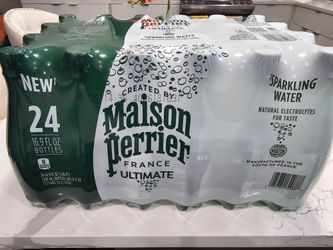 NEW
24
16.9 FL OZ
BOTTLES
CREATED BY
Maison
perrier
FRANCE
ULTIMATE
SPARKLING
WATER
NATURAL ELECTROLYTES
FOR TASTE
MANUFACTURED IN THE
SOUTH OF FRANCE